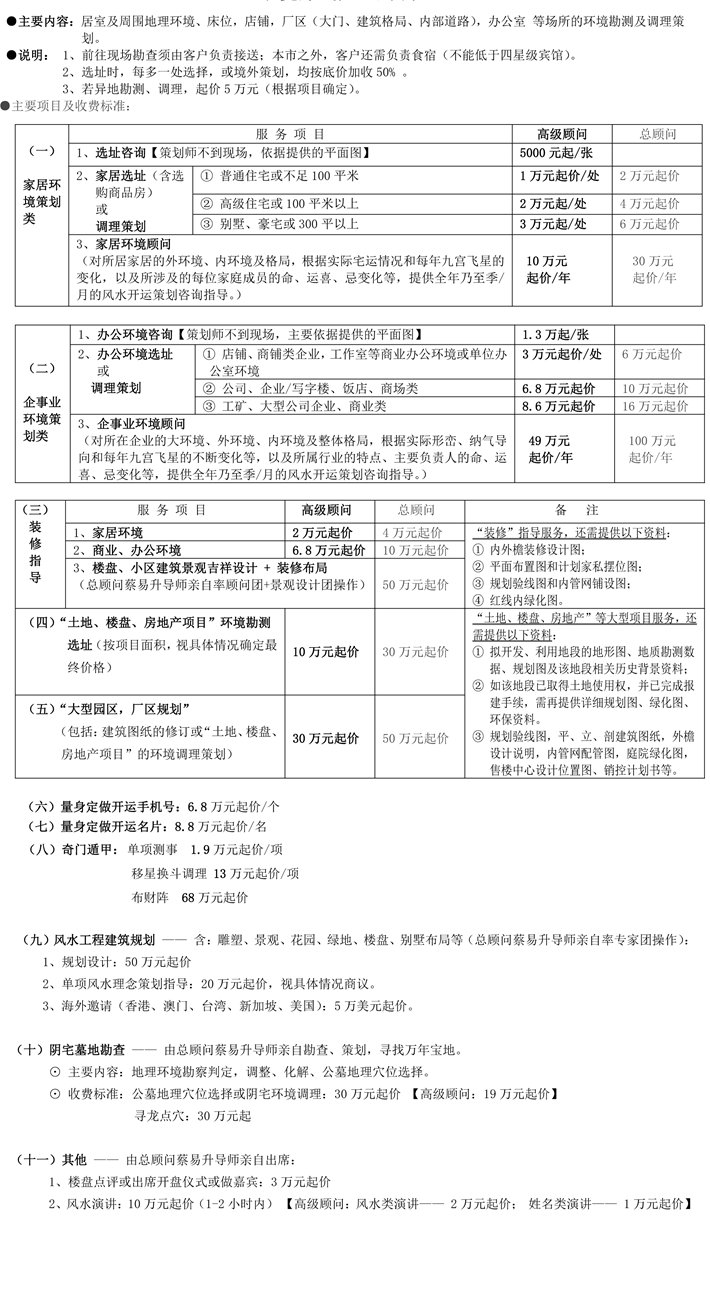 ●主要内容：居室及周围地理环境、床位，店铺，厂区（大门、建筑格局、内部道路），办公室 等场所的环境勘测及调理策
划。
●说明： 1、前往现场勘查须由客户负责接送；本市之外，客户还需负责食宿（不能低于四星级宾馆）。
2、选址时，每多一处选择，或境外策划，均按底价加收 50% 。
3、若异地勘测、调理，起价 5 万元（根据项目确定）。
●主要项目及收费标准：
（一）
家居环
境策划
类
服 务 项 目 高级顾问 总顾问
1、选址咨询【策划师不到现场，依据提供的平面图】 5000 元起/张
2、家居选址（含选
购商品房）
或
调理策划
① 普通住宅或不足 100 平米 1 万元起价/处 2 万元起价
② 高级住宅或 100 平米以上 2 万元起/处 4 万元起价
③ 别墅、豪宅或 300 平以上 3 万元起/处 6 万元起价
3、家居环境顾问
（对所居家居的外环境、内环境及格局，根据实际宅运情况和每年九宫飞星的
变化，以及所涉及的每位家庭成员的命、运喜、忌变化等，提供全年乃至季/
月的风水开运策划咨询指导。）
10 万元
起价/年
30 万元
起价/年
（二）
企事业
环境策
划类
1、办公环境咨询【策划师不到现场，主要依据提供的平面图】 1.3 万起/张
2、办公环境选址
或
调理策划
① 店铺、商铺类企业，工作室等商业办公环境或单位办
公室环境
3 万元起价/处 6 万元起价
② 公司、企业/写字楼、饭店、商场类 6.8 万元起价 10 万元起价
③ 工矿、大型公司企业、商业类 8.6 万元起价 16 万元起价
3、企事业环境顾问
（对所在企业的大环境、外环境、内环境及整体格局，根据实际形峦、纳气导
向和每年九宫飞星的不断变化等，以及所属行业的特点、主要负责人的命、运
喜、忌变化等，提供全年乃至季/月的风水开运策划咨询指导。）
49 万元
起价/年
100 万元
起价/年
（三）
装
修
指
导
服 务 项 目 高级顾问 总顾问 备 注
1、家居环境 2 万元起价 4 万元起价
2、商业、办公环境 6.8 万元起价 10 万元起价
3、楼盘、小区建筑景观吉祥设计 + 装修布局
（总顾问蔡易升导师亲自率顾问团+景观设计团操作） 50 万元起价
“装修”指导服务，还需提供以下资料：
① 内外檐装修设计图；
② 平面布置图和计划家私摆位图；
③ 规划验线图和内管网铺设图；
④ 红线内绿化图。
（四）“土地、楼盘、房地产项目”环境勘测
选址（按项目面积，视具体情况确定最
终价格）
10 万元起价 30 万元起价
（五）“大型园区，厂区规划”
（包括：建筑图纸的修订或“土地、楼盘、
房地产项目”的环境调理策划）
30 万元起价 50 万元起价
“土地、楼盘、房地产”等大型项目服务，还
需提供以下资料：
① 拟开发、利用地段的地形图、地质勘测数
据、规划图及该地段相关历史背景资料；
② 如该地段已取得土地使用权，并已完成报
建手续，需再提供详细规划图、绿化图、
环保资料。
③ 规划验线图，平、立、剖建筑图纸，外檐
设计说明，内管网配管图，庭院绿化图，
售楼中心设计位置图、销控计划书等。
（六）量身定做开运手机号：6.8 万元起价/个
（七）量身定做开运名片：8.8 万元起价/名
（八）奇门遁甲： 单项测事 1.9 万元起价/项
移星换斗调理 13 万元起价/项
布财阵 68 万元起价
（九）风水工程建筑规划 —— 含：雕塑、景观、花园、绿地、楼盘、别墅布局等（总顾问蔡易升导师亲自率专家团操作）：
1、规划设计：50 万元起价
2、单项风水理念策划指导：20 万元起价，视具体情况商议。
3、海外邀请（香港、澳门、台湾、新加坡、美国）：5 万美元起价。
（十）阴宅墓地勘查 —— 由总顾问蔡易升导师亲自勘查、策划，寻找万年宝地。
⊙ 主要内容：地理环境勘察判定，调整、化解、公墓地理穴位选择。
⊙ 收费标准：公墓地理穴位选择或阴宅环境调理：30 万元起价 【高级顾问：19 万元起价】
寻龙点穴：30 万元起
（十一）其他 —— 由总顾问蔡易升导师亲自出席：
1、楼盘点评或出席开盘仪式或做嘉宾：3 万元起价
2、风水演讲：10 万元起价（1-2 小时内） 【高级顾问：风水类演讲—— 2 万元起价； 姓名类演讲—— 1 万元起价】